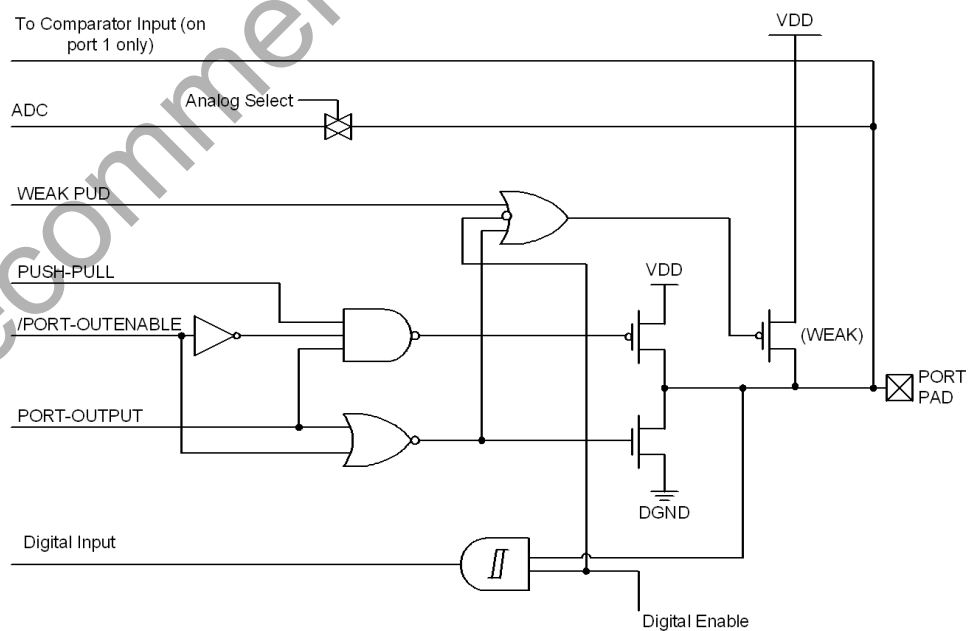 To Comparator Input (on
port 1 only)
VDD
Analog Select
ADC
WEAK PUD
PUSH-PULL
VDD
/PORT-OUTENABLE
(WEAK)
PORT
PAD
PORT-OUTPUT
DGND
Digital Input
Digital Enable